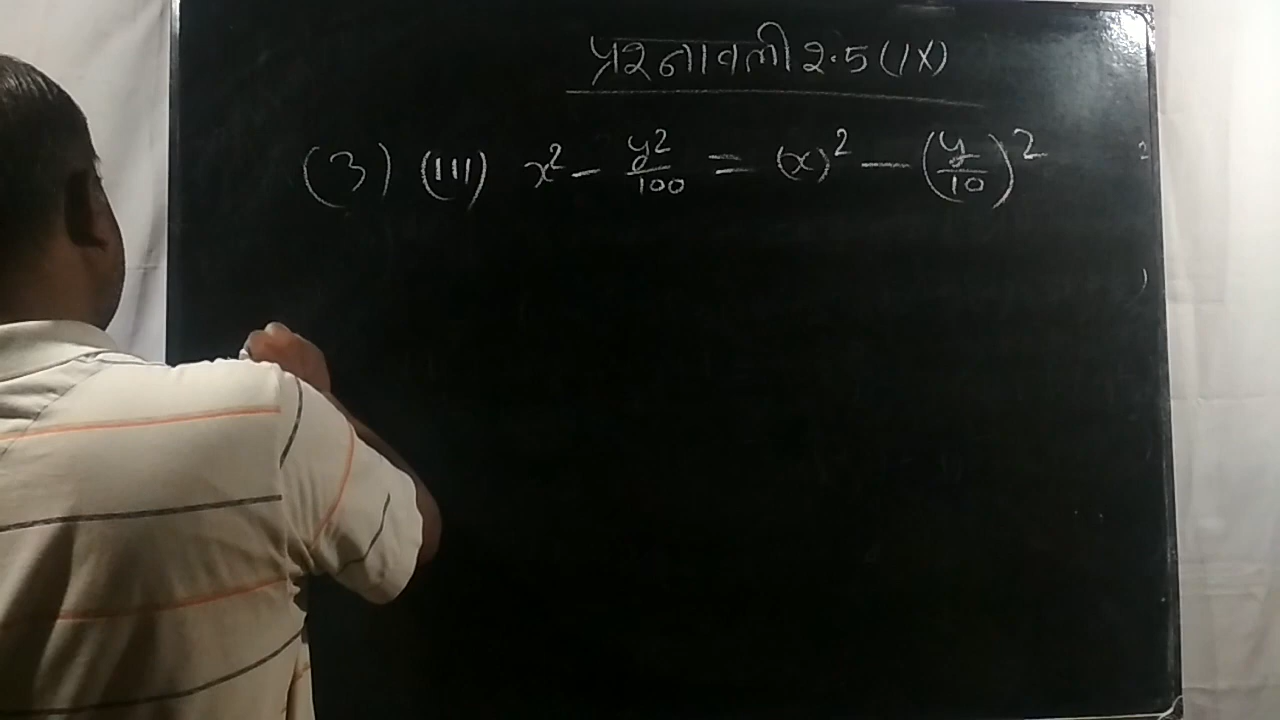 प्रश्नावली 2.5 (IX)
(3) (III) x² - y²/100 = (x)² - (y/10)²